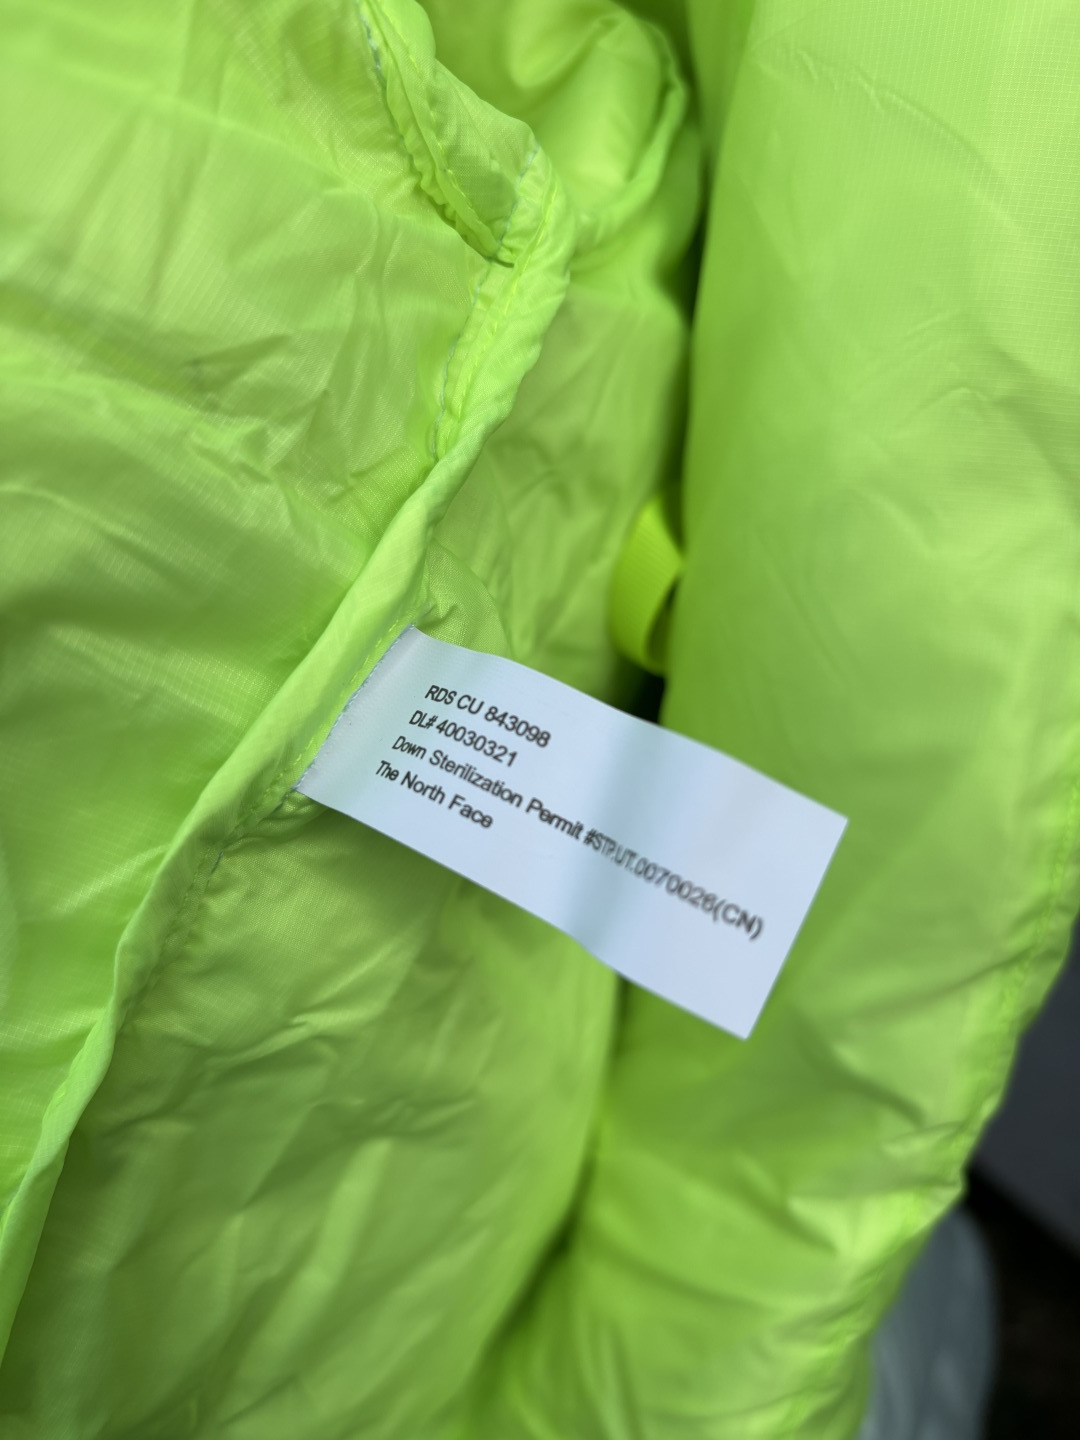 RDS CU 843098
DL# 40030321
Down Sterilization Permit #STP.UT.0070026(CN)
The North Face